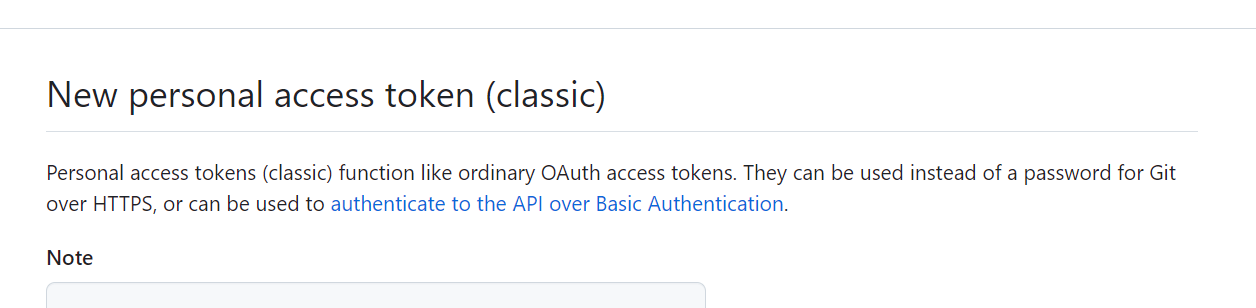 New personal access token (classic)
Personal access tokens (classic) function like ordinary OAuth access tokens. They can be used instead of a password for Git
over HTTPS, or can be used to authenticate to the API over Basic Authentication.
Note